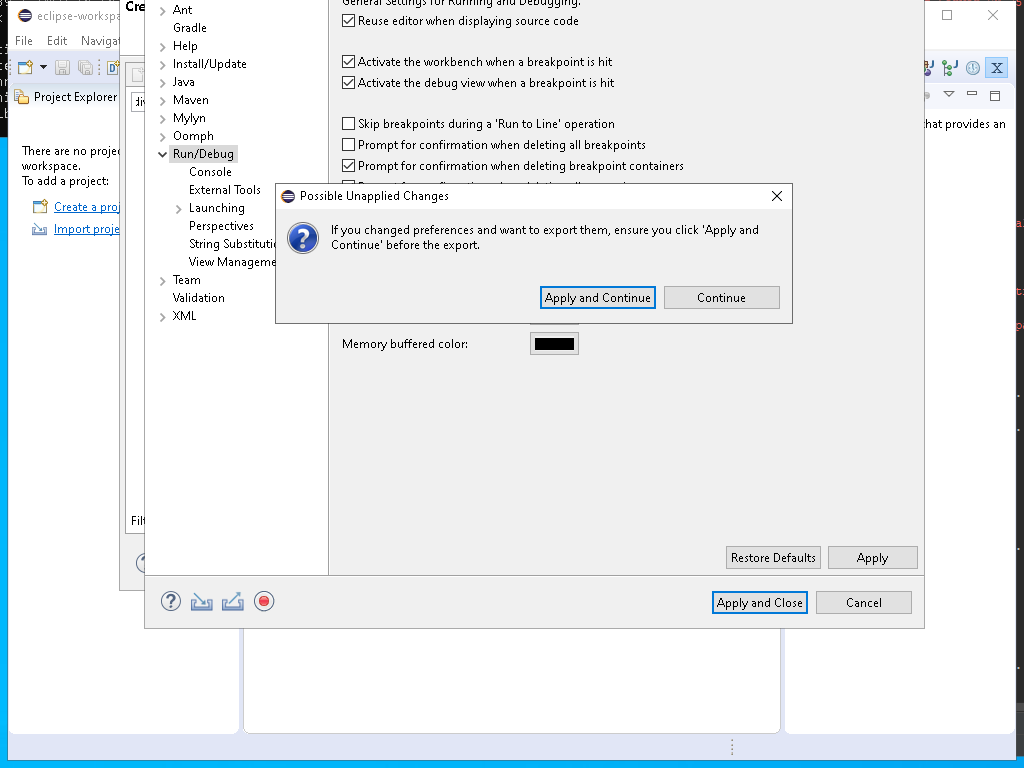 eclipse-workspa
Cre
File Edit Navigat
Project Explorer
There are no projec
workspace.
To add a project:
Create a proj
Import proje
Filt
Ant
Gradle
Help
Install/Update
Java
Maven
Mylyn
Oomph
Run/Debug
Console
External Tools
Launching
Perspectives
String Substitutio
View Manageme
Team
Validation
XML
General Settings for Running and Debugging.
Reuse editor when displaying source code
Activate the workbench when a breakpoint is hit
Activate the debug view when a breakpoint is hit
Skip breakpoints during a 'Run to Line' operation
Prompt for confirmation when deleting all breakpoints
Prompt for confirmation when deleting breakpoint containers
Possible Unapplied Changes
If you changed preferences and want to export them, ensure you click 'Apply and
Continue' before the export.
Apply and Continue
Continue
Memory buffered color:
Restore Defaults
Apply
Apply and Close
Cancel
that provides an